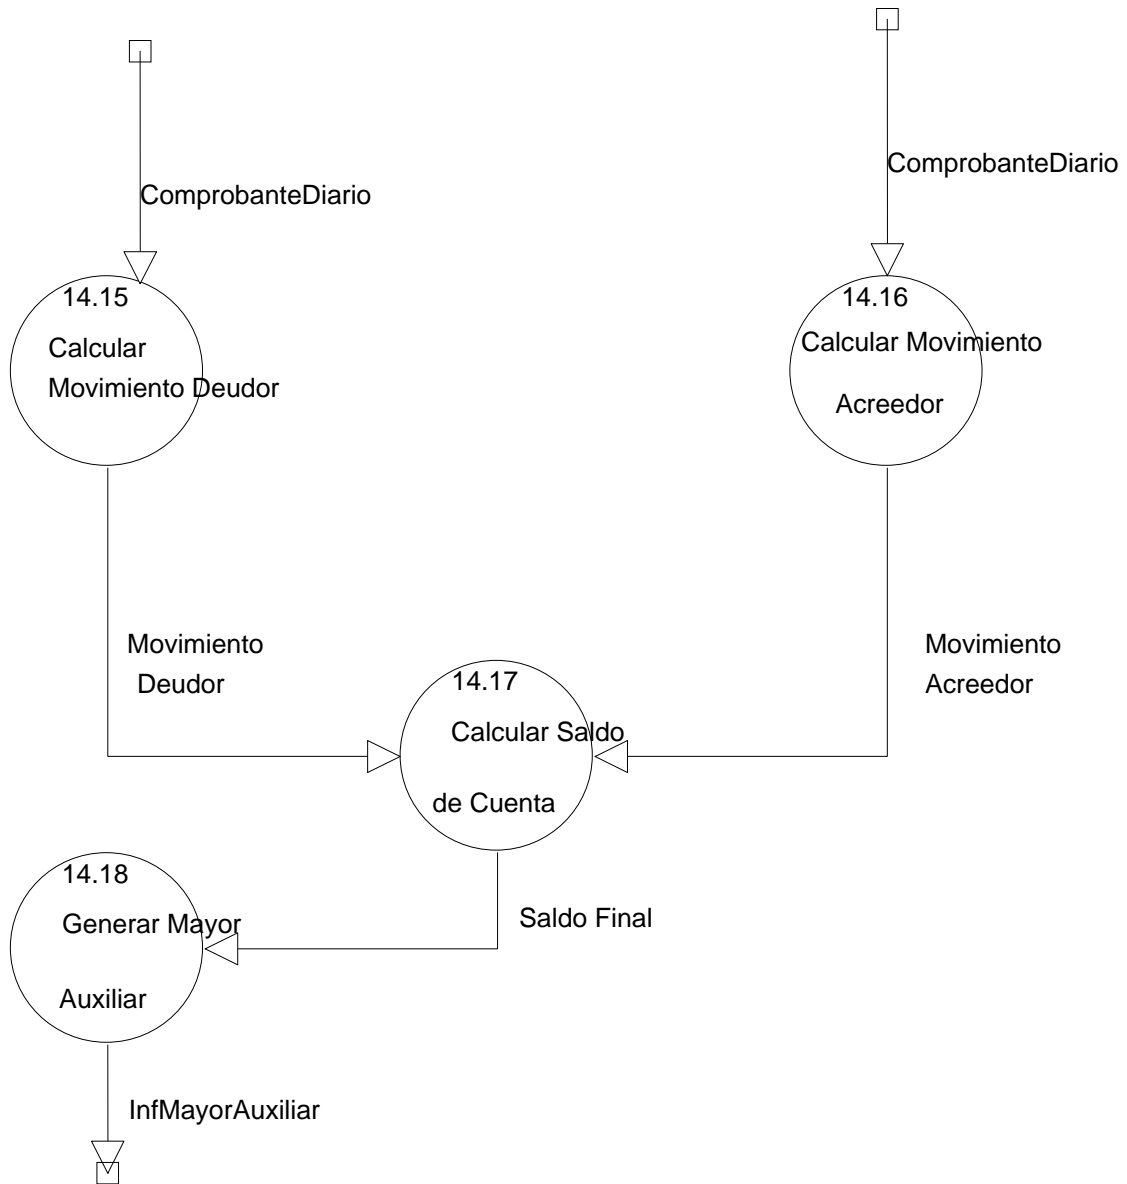 ComprobanteDiario
ComprobanteDiario
14.15
Calcular
Movimiento Deudor
14.16
Calcular Movimiento
Acreedor
Movimiento
Deudor
Movimiento
Acreedor
14.17
Calcular Saldo
de Cuenta
14.18
Generar Mayor
Auxiliar
Saldo Final
InfMayorAuxiliar